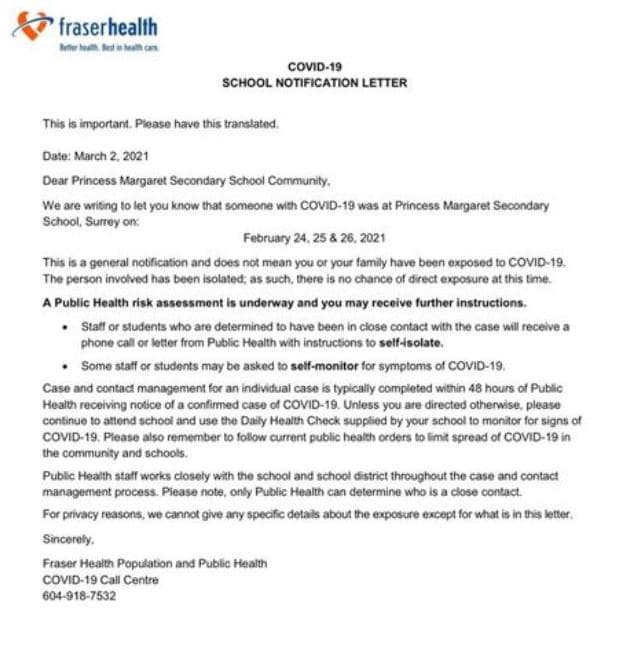 fraserhealth
Better health. Best in health care.
COVID-19
SCHOOL NOTIFICATION LETTER
This is important. Please have this translated.
Date: March 2, 2021
Dear Princess Margaret Secondary School Community,
We are writing to let you know that someone with COVID-19 was at Princess Margaret Secondary
School, Surrey on:
February 24, 25 & 26, 2021
This is a general notification and does not mean you or your family have been exposed to COVID-19.
The person involved has been isolated; as such, there is no chance of direct exposure at this time.
A Public Health risk assessment is underway and you may receive further instructions.
• Staff or students who are determined to have been in close contact with the case will receive a
phone call or letter from Public Health with instructions to self-isolate.
• Some staff or students may be asked to self-monitor for symptoms of COVID-19.
Case and contact management for an individual case is typically completed within 48 hours of Public
Health receiving notice of a confirmed case of COVID-19. Unless you are directed otherwise, please
continue to attend school and use the Daily Health Check supplied by your school to monitor for signs of
COVID-19. Please also remember to follow current public health orders to limit spread of COVID-19 in
the community and schools.
Public Health staff works closely with the school and school district throughout the case and contact
management process. Please note, only Public Health can determine who is a close contact.
For privacy reasons, we cannot give any specific details about the exposure except for what is in this letter.
Sincerely,
Fraser Health Population and Public Health
COVID-19 Call Centre
604-918-7532